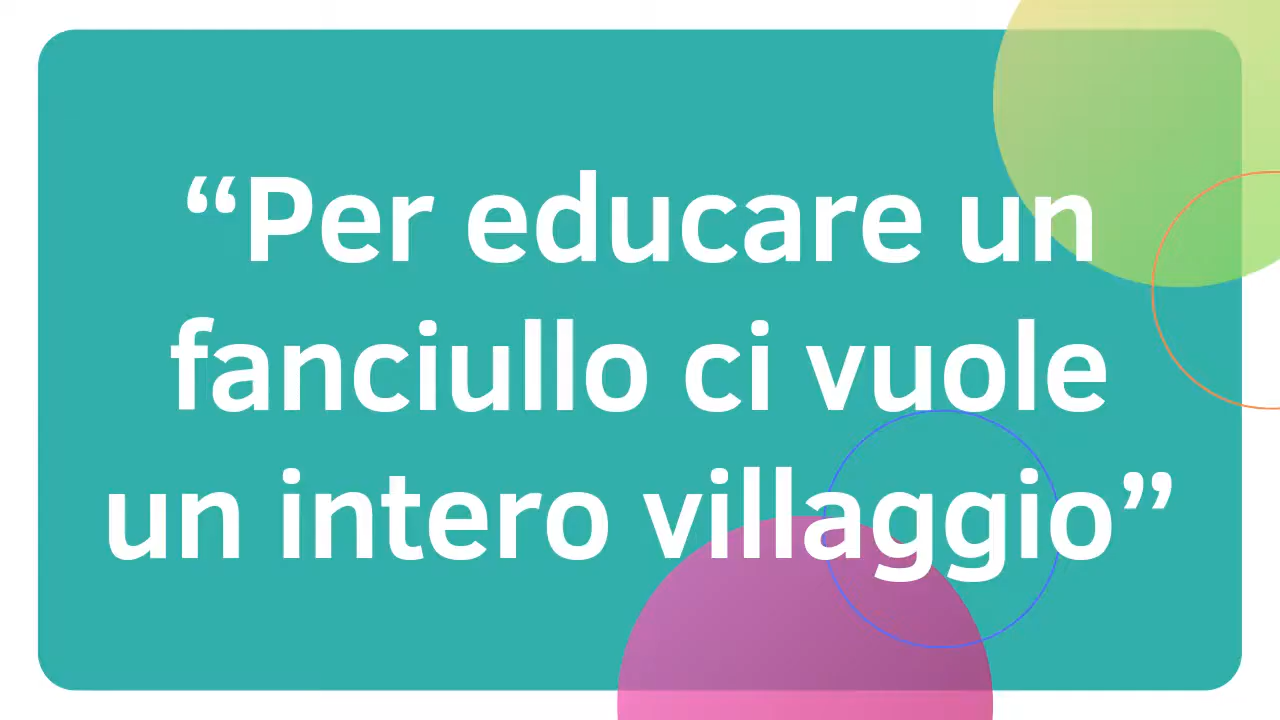 “Per educare un
fanciullo ci vuole
un intero villaggio”